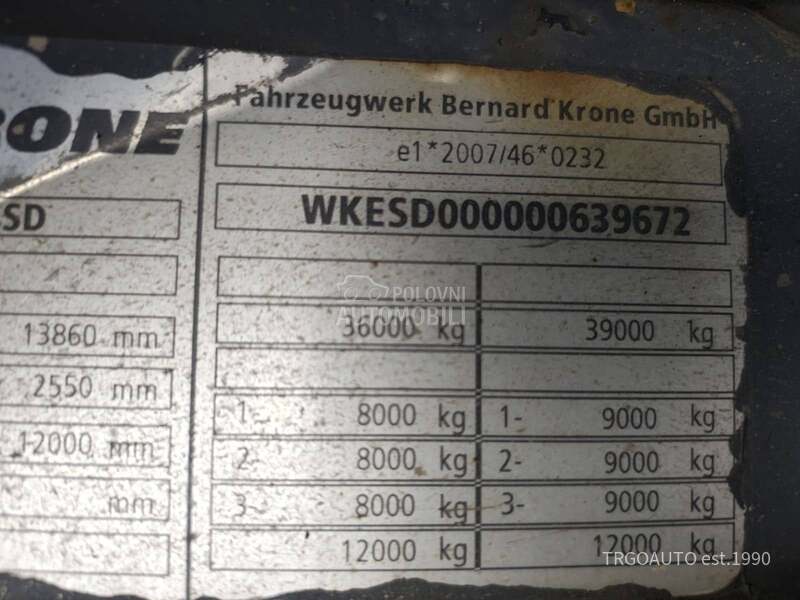 RONE
SD
13860 mm
2550 mm
12000 mm
mm
Fahrzeugwerk Bernard Krone GmbH
e1*2007/46*0232
WKESD000000639672
POLOVNI
AUTOMOBILI
36000 kg 39000 kg
1- 8000 kg 1- 9000 kg
2- 8000 kg 2- 9000 kg
3- 8000 kg 3- 9000 kg
12000 kg 12000 kg
TRGOAUTO est.1990